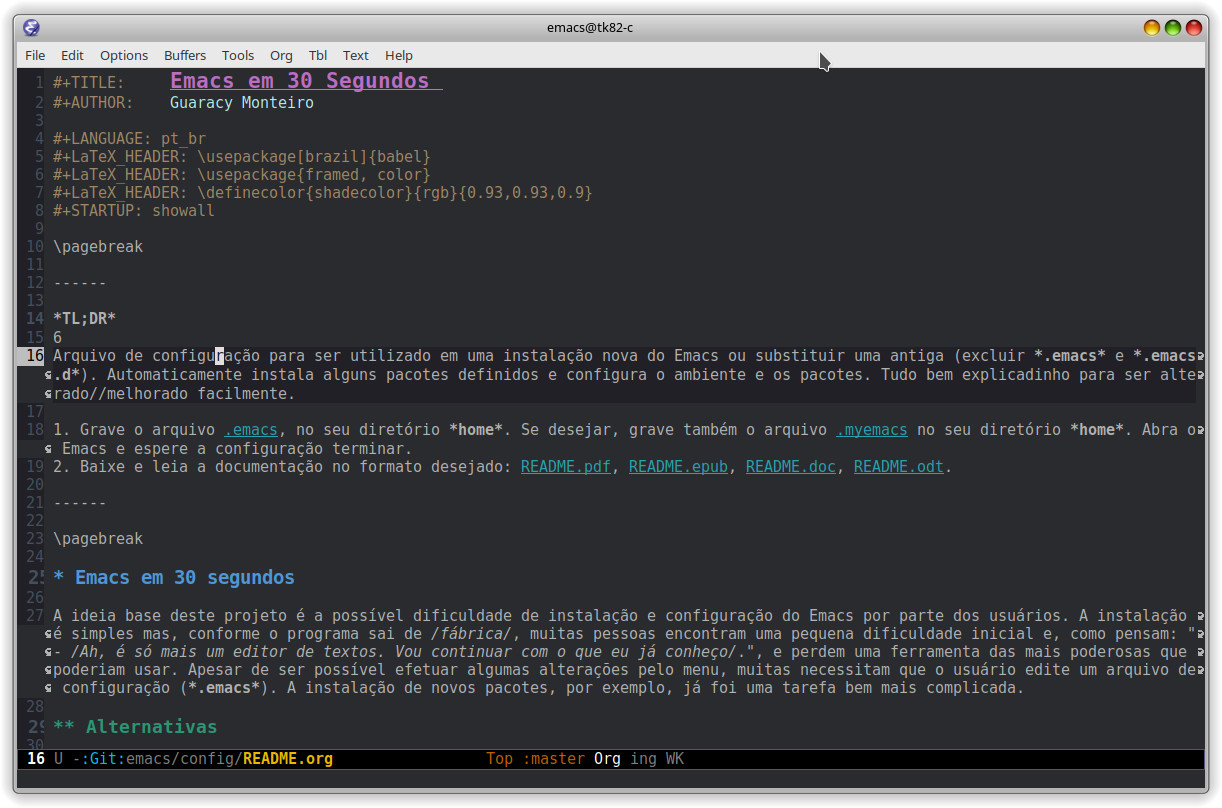 emacs@tk82-c
File Edit Options Buffers Tools Org Tbl Text Help
1 #+TITLE: Emacs em 30 Segundos
2 #+AUTHOR: Guaracy Monteiro
3
4 #+LANGUAGE: pt_br
5 #+LaTeX_HEADER: \usepackage[brazil]{babel}
6 #+LaTeX_HEADER: \usepackage{framed, color}
7 #+LaTeX_HEADER: \definecolor{shadecolor}{rgb}{0.93,0.93,0.9}
8 #+STARTUP: showall
9
10 \pagebreak
11
12 ------
13
14 *TL;DR*
15 6
16 Arquivo de configuração para ser utilizado em uma instalação nova do Emacs ou substituir uma antiga (excluir *.emacs* e *.emacs
.d*). Automaticamente instala alguns pacotes definidos e configura o ambiente e os pacotes. Tudo bem explicadinho para ser alte
rado//melhorado facilmente.
17
18 1. Grave o arquivo .emacs, no seu diretório *home*. Se desejar, grave também o arquivo .myemacs no seu diretório *home*. Abra o
Emacs e espere a configuração terminar.
19 2. Baixe e leia a documentação no formato desejado: README.pdf, README.epub, README.doc, README.odt.
20
21 ------
22
23 \pagebreak
24
25 * Emacs em 30 segundos
26
27 A ideia base deste projeto é a possível dificuldade de instalação e configuração do Emacs por parte dos usuários. A instalação
é simples mas, conforme o programa sai de /fábrica/, muitas pessoas encontram uma pequena dificuldade inicial e, como pensam: "
- /Ah, é só mais um editor de textos. Vou continuar com o que eu já conheço/.", e perdem uma ferramenta das mais poderosas que
poderiam usar. Apesar de ser possível efetuar algumas alterações pelo menu, muitas necessitam que o usuário edite um arquivo de
configuração (*.emacs*). A instalação de novos pacotes, por exemplo, já foi uma tarefa bem mais complicada.
28
29 ** Alternativas
30
16 U -:Git:emacs/config/README.org Top :master Org ing WK